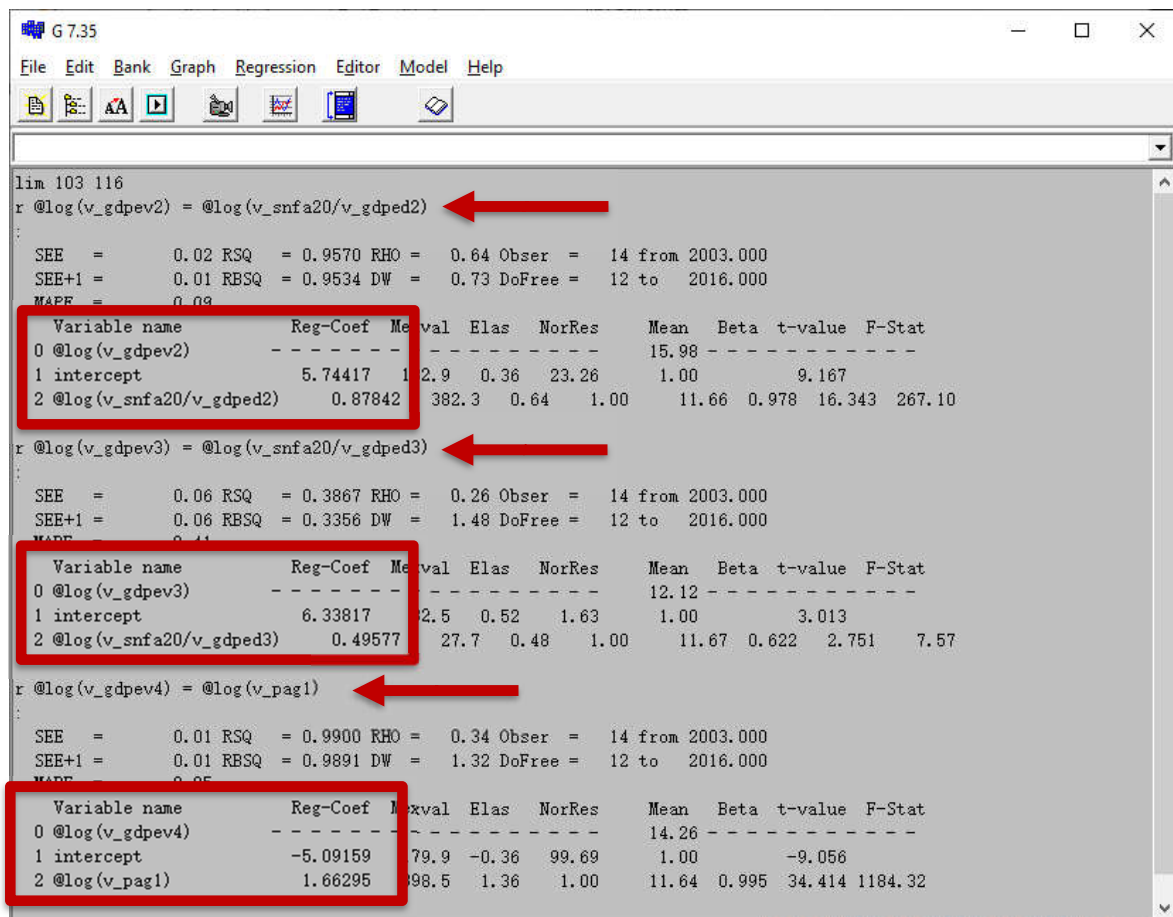 G 7.35
File Edit Bank Graph Regression Editor Model Help
lim 103 116
r @log(v_gdpev2) = @log(v_snfa20/v_gdped2)
:
SEE = 0.02 RSQ = 0.9570 RHO = 0.64 Obser = 14 from 2003.000
SEE+1 = 0.01 RBSQ = 0.9534 DW = 0.73 DoFree = 12 to 2016.000
MAPE = 0.09
Variable name Reg-Coef Mexval Elas NorRes Mean Beta t-value F-Stat
0 @log(v_gdpev2) - - - - - - - - - - - - - - - - - 15.98 - - - - - - - - - - -
1 intercept 5.74417 0.36 23.26 1.00 9.167
2 @log(v_snfa20/v_gdped2) 0.87842 382.3 0.64 1.00 11.66 0.978 16.343 267.10
r @log(v_gdpev3) = @log(v_snfa20/v_gdped3)
:
SEE = 0.06 RSQ = 0.3867 RHO = 0.26 Obser = 14 from 2003.000
SEE+1 = 0.06 RBSQ = 0.3356 DW = 1.48 DoFree = 12 to 2016.000
MAPE = 0.41
Variable name Reg-Coef Mexval Elas NorRes Mean Beta t-value F-Stat
0 @log(v_gdpev3) - - - - - - - - - - - - - - - - - 12.12 - - - - - - - - - - -
1 intercept 6.33817 0.52 1.63 1.00 3.013
2 @log(v_snfa20/v_gdped3) 0.49577 27.7 0.48 1.00 11.67 0.622 2.751 7.57
r @log(v_gdpev4) = @log(v_pag1)
:
SEE = 0.01 RSQ = 0.9900 RHO = 0.34 Obser = 14 from 2003.000
SEE+1 = 0.01 RBSQ = 0.9891 DW = 1.32 DoFree = 12 to 2016.000
MAPE = 0.05
Variable name Reg-Coef Mexval Elas NorRes Mean Beta t-value F-Stat
0 @log(v_gdpev4) - - - - - - - - - - - - - - - - - 14.26 - - - - - - - - - - -
1 intercept -5.09159 -0.36 99.69 1.00 -9.056
2 @log(v_pag1) 1.66295 1.36 1.00 11.64 0.995 34.414 1184.32